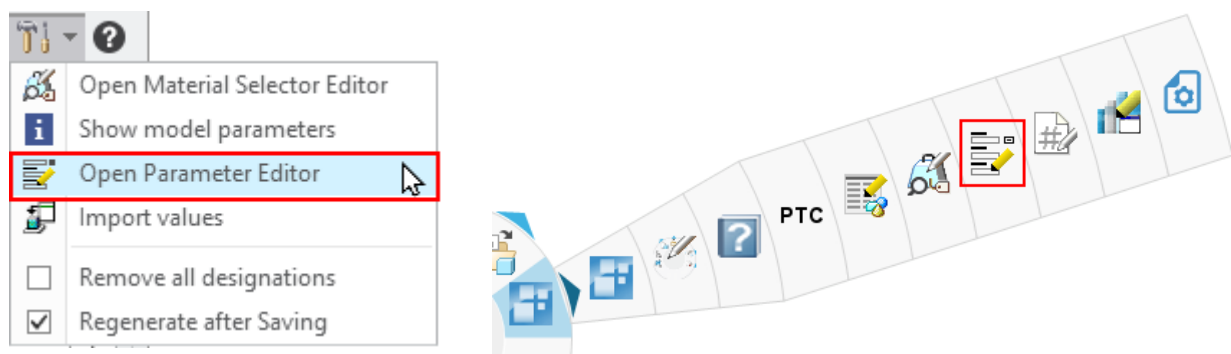 Open Material Selector Editor
Show model parameters
Open Parameter Editor
Import values
Remove all designations
Regenerate after Saving
PTC